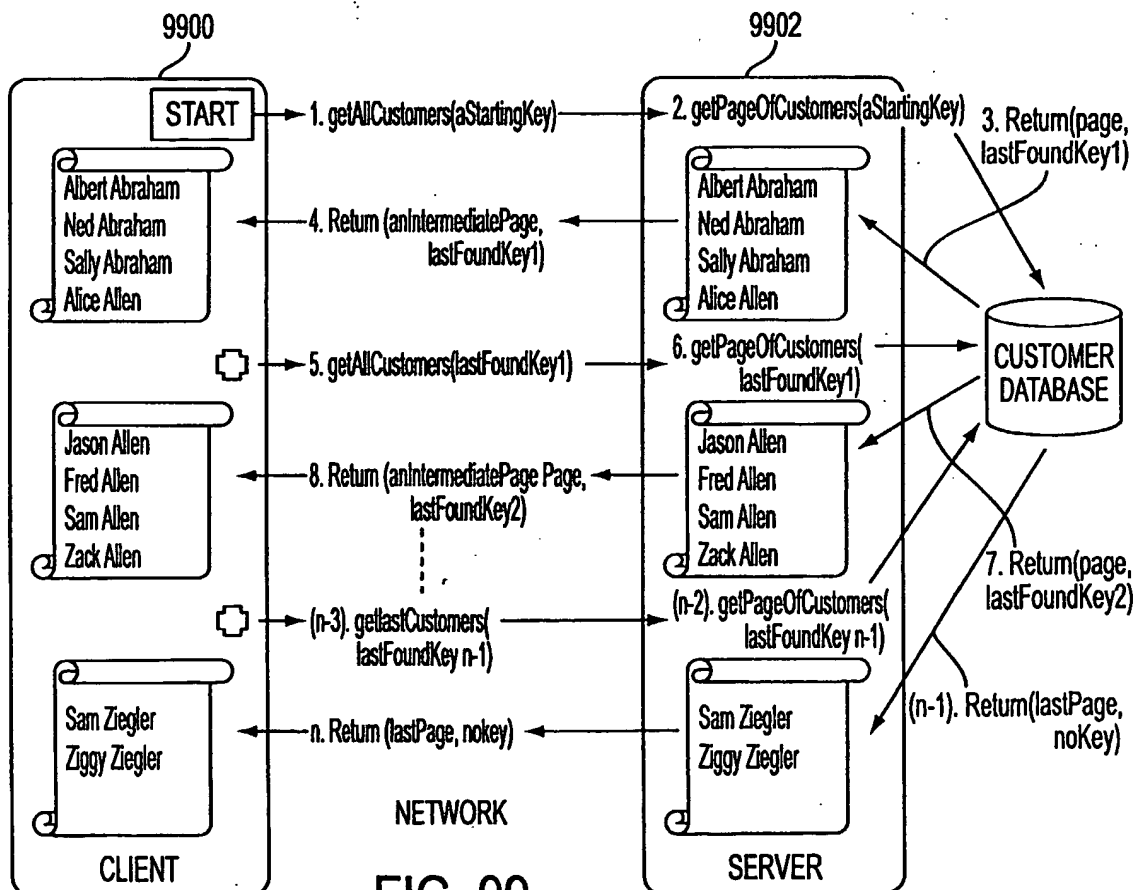 9900
9902
START
1. getAllCustomers(aStartingKey)
2. getPageOfCustomers(aStartingKey)
3. Return(page,
lastFoundKey1)
Albert Abraham
Ned Abraham
Sally Abraham
Alice Allen
4. Return (anIntermediatePage,
lastFoundKey1)
Albert Abraham
Ned Abraham
Sally Abraham
Alice Allen
CUSTOMER
DATABASE
5. getAllCustomers(lastFoundKey1)
6. getPageOfCustomers(
lastFoundKey1)
Jason Allen
Fred Allen
Sam Allen
Zack Allen
8. Return (anIntermediatePage Page,
lastFoundKey2)
Jason Allen
Fred Allen
Sam Allen
Zack Allen
7. Return(page,
lastFoundKey2)
(n-3). getlastCustomers(
lastFoundKey n-1)
(n-2). getPageOfCustomers(
lastFoundKey n-1)
(n-1). Return(lastPage,
noKey)
Sam Ziegler
Ziggy Ziegler
n. Return (lastPage, nokey)
Sam Ziegler
Ziggy Ziegler
NETWORK
CLIENT
SERVER
FIG. 99